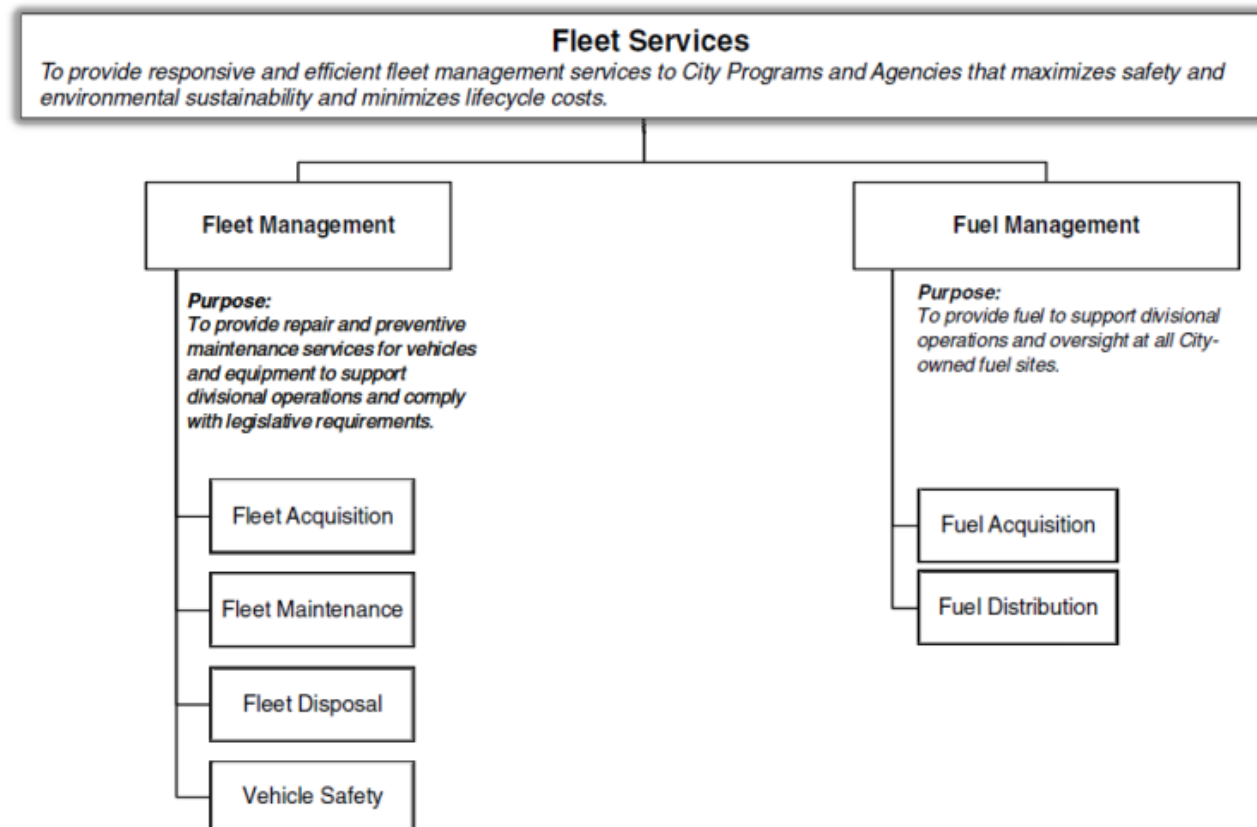 Fleet Services
To provide responsive and efficient fleet management services to City Programs and Agencies that maximizes safety and
environmental sustainability and minimizes lifecycle costs.
Fleet Management
Purpose:
To provide repair and preventive
maintenance services for vehicles
and equipment to support
divisional operations and comply
with legislative requirements.
Fleet Acquisition
Fleet Maintenance
Fleet Disposal
Vehicle Safety
Fuel Management
Purpose:
To provide fuel to support divisional
operations and oversight at all City-
owned fuel sites.
Fuel Acquisition
Fuel Distribution